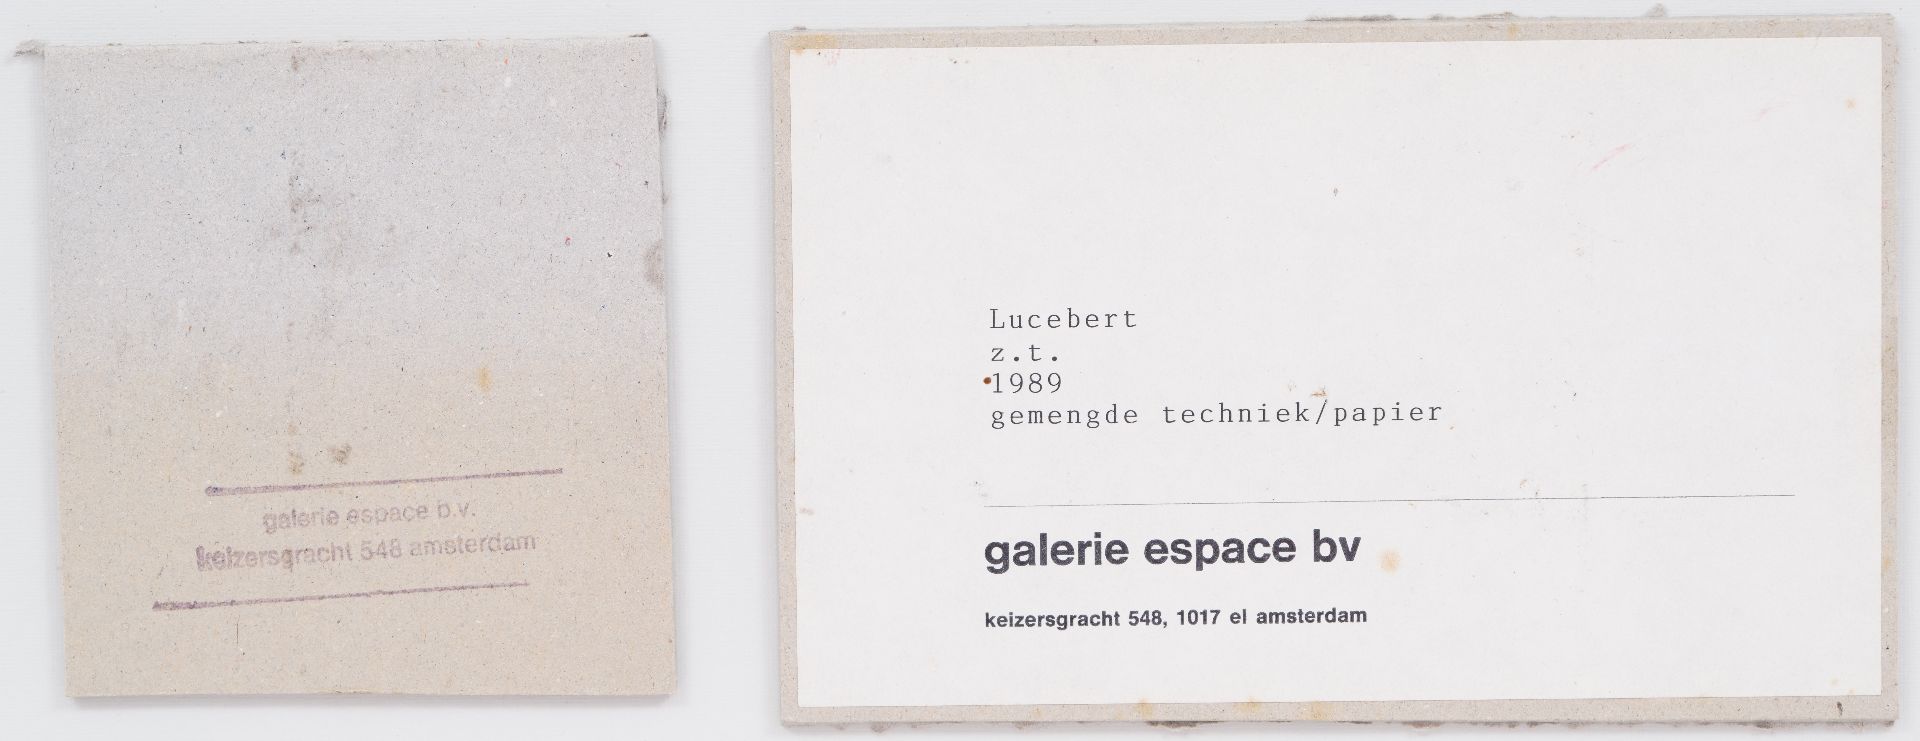 galerie espace b.v.
keizersgracht 548 amsterdam
Lucebert
z.t.
1989
gemengde techniek/papier
galerie espace bv
keizersgracht 548, 1017 el amsterdam